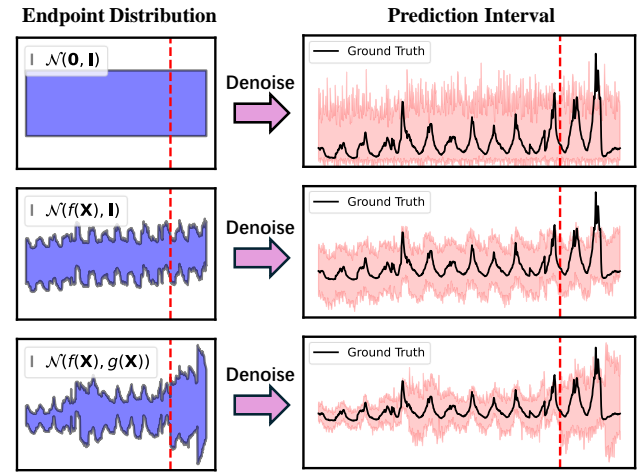 Endpoint Distribution
Prediction Interval
𝒩(𝟎, 𝐈)
Denoise
Ground Truth
𝒩(f(𝐗), 𝐈)
Denoise
Ground Truth
𝒩(f(𝐗), g(𝐗))
Denoise
Ground Truth